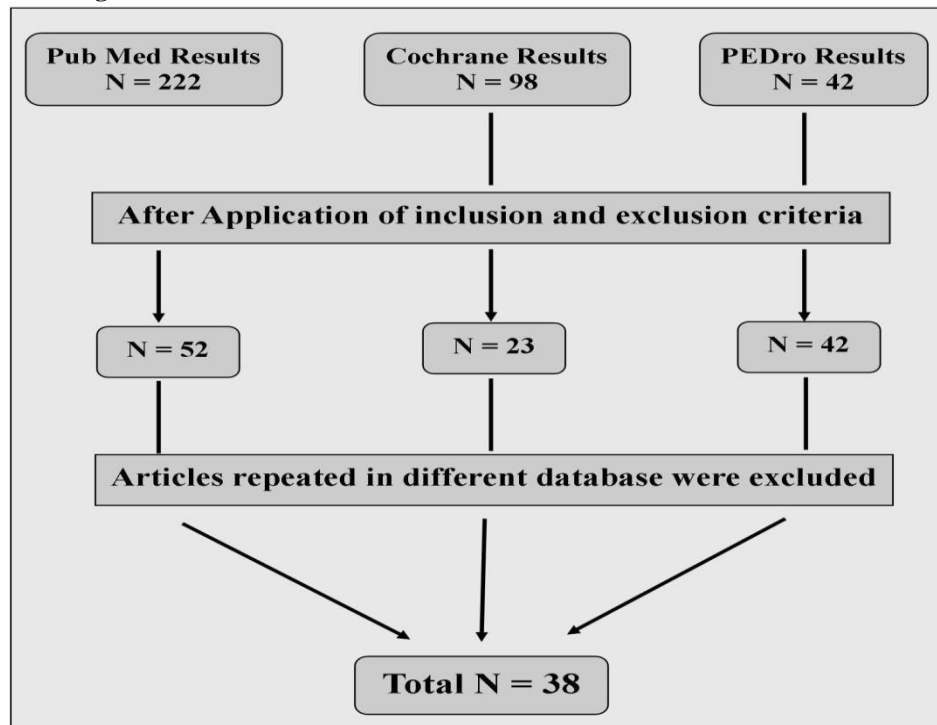 Pub Med Results
N = 222
Cochrane Results
N = 98
PEDro Results
N = 42
After Application of inclusion and exclusion criteria
N = 52
N = 23
N = 42
Articles repeated in different database were excluded
Total N = 38